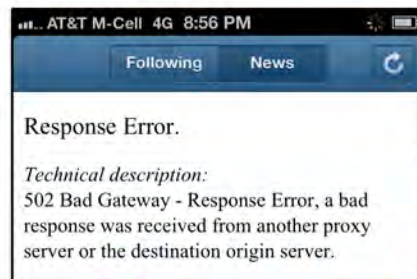 AT&T M-Cell 4G 8:56 PM
Following News
Response Error.
Technical description:
502 Bad Gateway - Response Error, a bad
response was received from another proxy
server or the destination origin server.